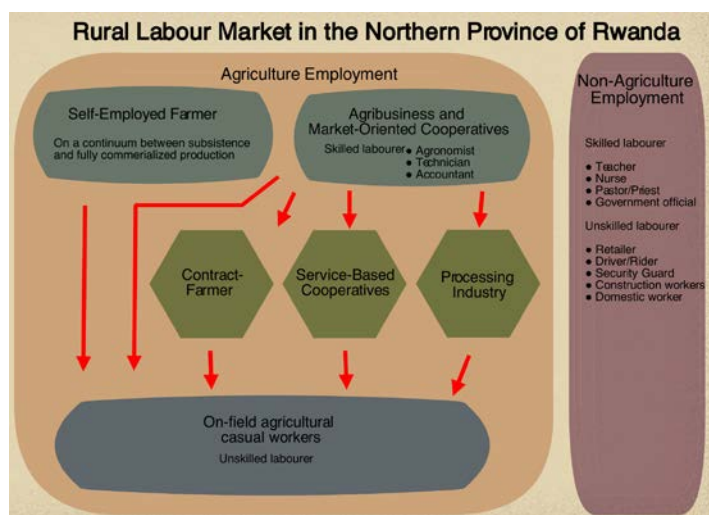 Rural Labour Market in the Northern Province of Rwanda
Agriculture Employment
Self-Employed Farmer
On a continuum between subsistence
and fully commerialized production
Agribusiness and
Market-Oriented Cooperatives
Skilled labourer ● Agronomist
● Technician
● Accountant
Contract-
Farmer
Service-Based
Cooperatives
Processing
Industry
On-field agricultural
casual workers
Unskilled labourer
Non-Agriculture
Employment
Skilled labourer
● Teacher
● Nurse
● Pastor/Priest
● Government official
Unskilled labourer
● Retailer
● Driver/Rider
● Security Guard
● Construction workers
● Domestic worker